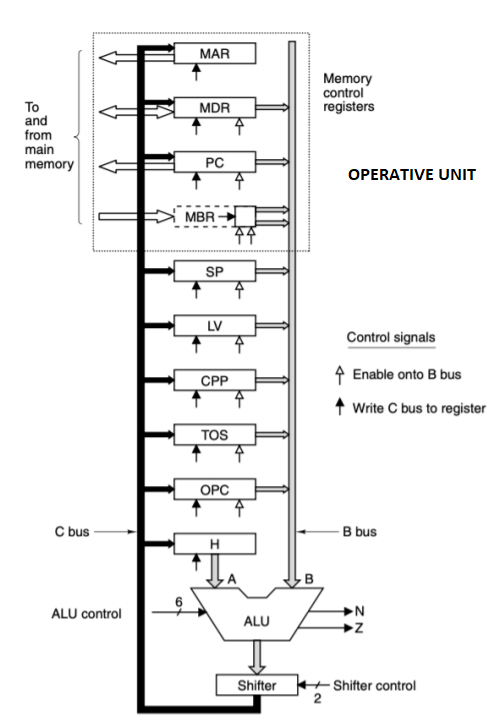 MAR
Memory
control
registers
To
and
from
main
memory
MDR
PC
OPERATIVE UNIT
MBR
SP
LV
Control signals
CPP
Enable onto B bus
Write C bus to register
TOS
OPC
C bus
B bus
H
A
B
6
ALU control
ALU
N
Z
Shifter
Shifter control
2